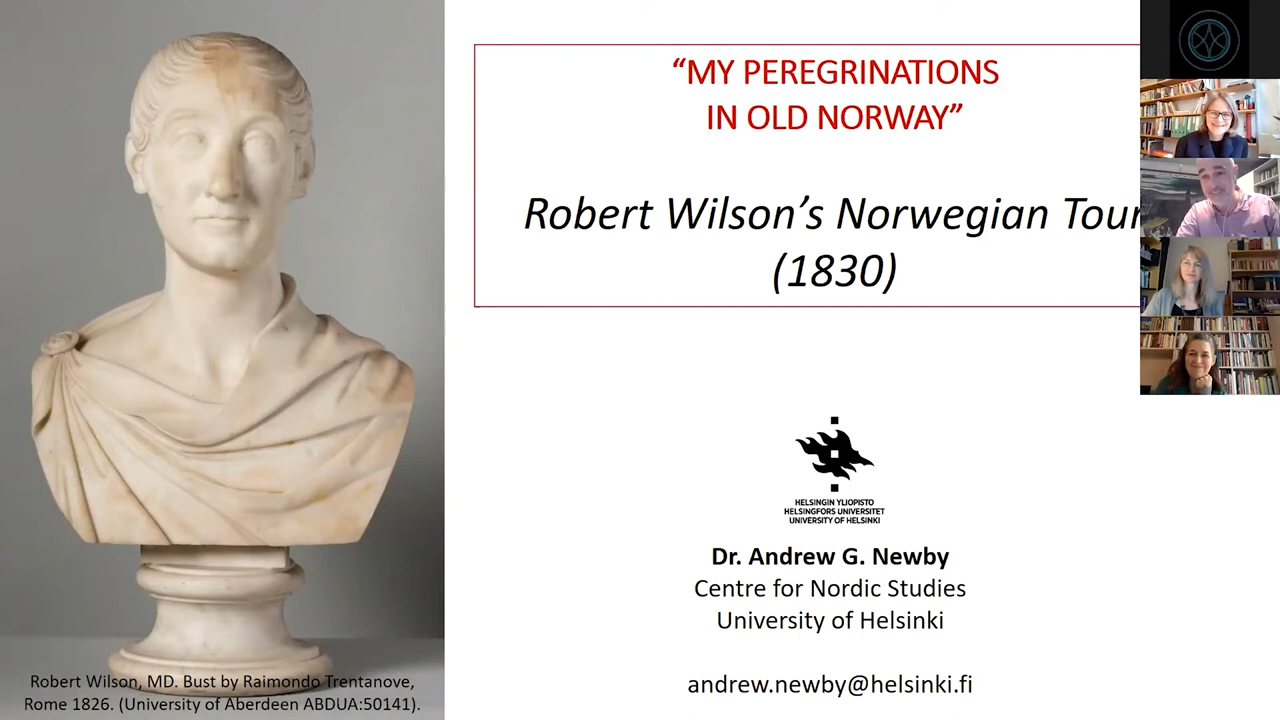 “MY PEREGRINATIONS
IN OLD NORWAY”
Robert Wilson’s Norwegian Tour
(1830)
HELSINGIN YLIOPISTO
HELSINGFORS UNIVERSITET
UNIVERSITY OF HELSINKI
Dr. Andrew G. Newby
Centre for Nordic Studies
University of Helsinki
andrew.newby@helsinki.fi
Robert Wilson, MD. Bust by Raimondo Trentanove,
Rome 1826. (University of Aberdeen ABDUA:50141).